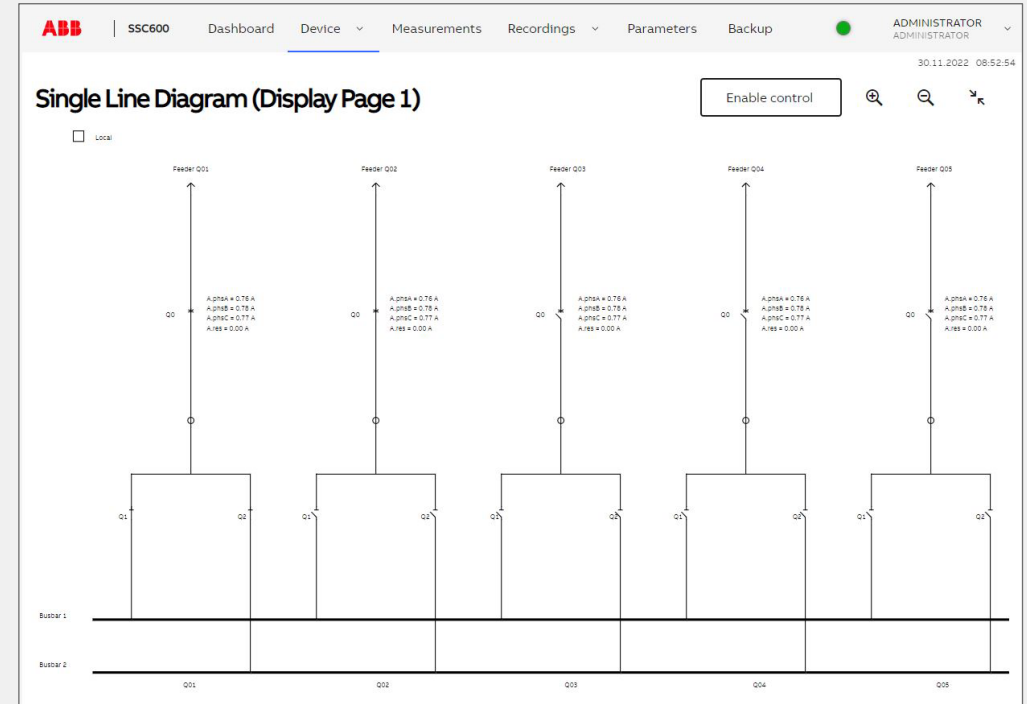 ABB SSC600 Dashboard Device Measurements Recordings Parameters Backup ADMINISTRATOR
ADMINISTRATOR
30.11.2022 08:52:54
Single Line Diagram (Display Page 1)
Enable control
Local
Feeder Q01 Feeder Q02 Feeder Q03 Feeder Q04 Feeder Q05
A.phsA = 0.76 A A.phsA = 0.76 A A.phsA = 0.76 A A.phsA = 0.76 A A.phsA = 0.76 A
A.phsB = 0.78 A A.phsB = 0.78 A A.phsB = 0.78 A A.phsB = 0.78 A A.phsB = 0.78 A
Q0 A.phsC = 0.77 A Q0 A.phsC = 0.77 A Q0 A.phsC = 0.77 A Q0 A.phsC = 0.77 A Q0 A.phsC = 0.77 A
A.res = 0.00 A A.res = 0.00 A A.res = 0.00 A A.res = 0.00 A A.res = 0.00 A
Q1 Q2 Q1 Q2 Q1 Q2 Q1 Q2 Q1 Q2
Busbar 1
Busbar 2
Q01 Q02 Q03 Q04 Q05